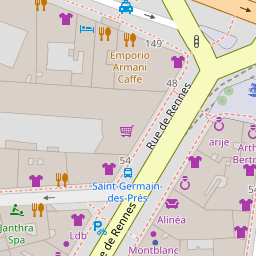 149
Emporio
Armani
Caffe
48
Rue de Rennes
arije
Arth
Bertr
54
Saint-Germain-
des-Prés
Janthra
Spa
Ldb
Rue de Rennes
Alinéa
Montblanc